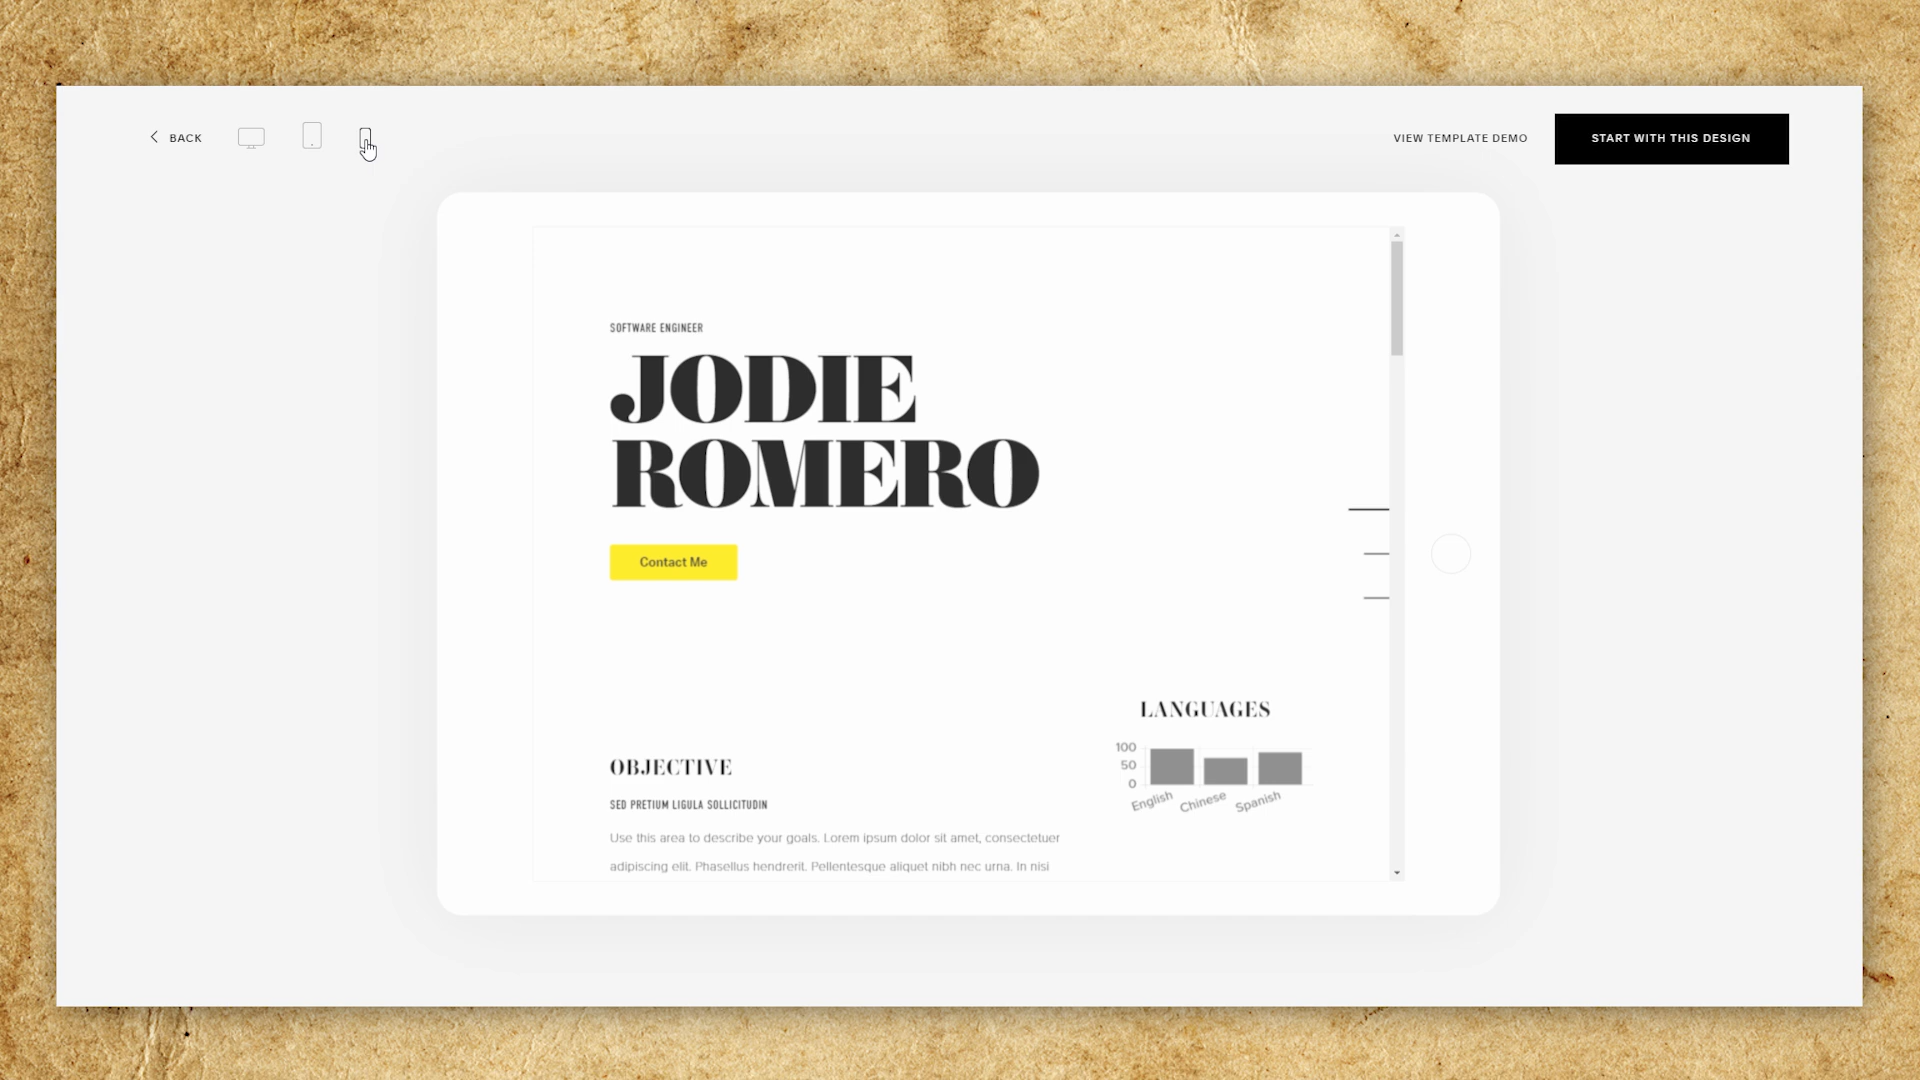 BACK
VIEW TEMPLATE DEMO
START WITH THIS DESIGN
SOFTWARE ENGINEER
JODIE
ROMERO
Contact Me
LANGUAGES
100
50
0
English Chinese Spanish
OBJECTIVE
SED PRETIUM LIGULA SOLLICITUDIN
Use this area to describe your goals. Lorem ipsum dolor sit amet, consectetuer
adipiscing elit. Phasellus hendrerit. Pellentesque aliquet nibh nec urna. In nisi